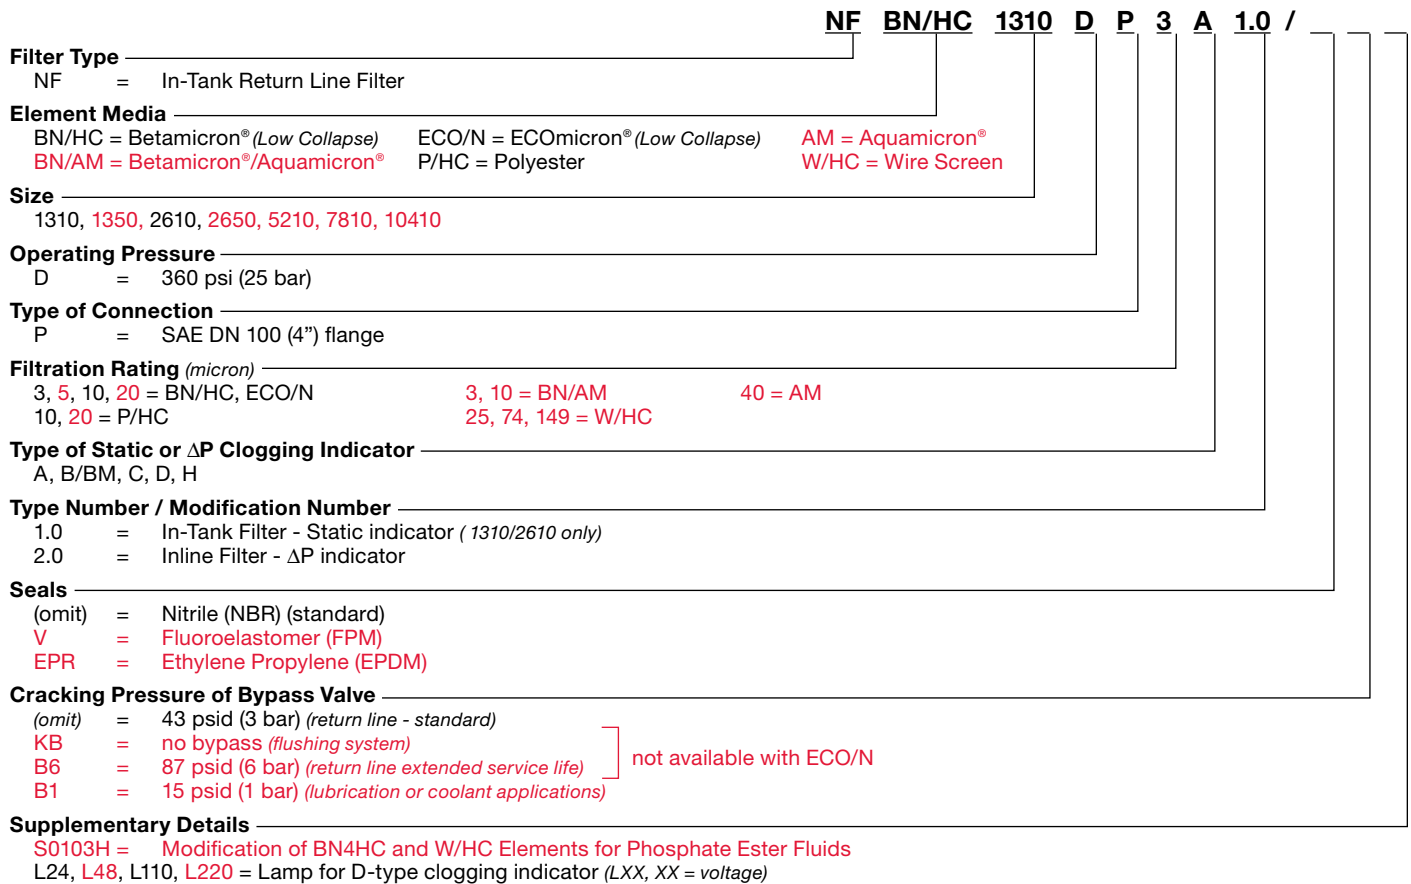 NF BN/HC 1310 D P 3 A 1.0 / __ __ __
Filter Type
NF = In-Tank Return Line Filter
Element Media
BN/HC = Betamicron® (Low Collapse) ECO/N = ECOmicron® (Low Collapse) AM = Aquamicron®
BN/AM = Betamicron®/Aquamicron® P/HC = Polyester W/HC = Wire Screen
Size
1310, 1350, 2610, 2650, 5210, 7810, 10410
Operating Pressure
D = 360 psi (25 bar)
Type of Connection
P = SAE DN 100 (4”) flange
Filtration Rating (micron)
3, 5, 10, 20 = BN/HC, ECO/N 3, 10 = BN/AM 40 = AM
10, 20 = P/HC 25, 74, 149 = W/HC
Type of Static or ΔP Clogging Indicator
A, B/BM, C, D, H
Type Number / Modification Number
1.0 = In-Tank Filter - Static indicator ( 1310/2610 only)
2.0 = Inline Filter - ΔP indicator
Seals
(omit) = Nitrile (NBR) (standard)
V = Fluoroelastomer (FPM)
EPR = Ethylene Propylene (EPDM)
Cracking Pressure of Bypass Valve
(omit) = 43 psid (3 bar) (return line - standard)
KB = no bypass (flushing system)
B6 = 87 psid (6 bar) (return line extended service life)
not available with ECO/N
B1 = 15 psid (1 bar) (lubrication or coolant applications)
Supplementary Details
S0103H = Modification of BN4HC and W/HC Elements for Phosphate Ester Fluids
L24, L48, L110, L220 = Lamp for D-type clogging indicator (LXX, XX = voltage)